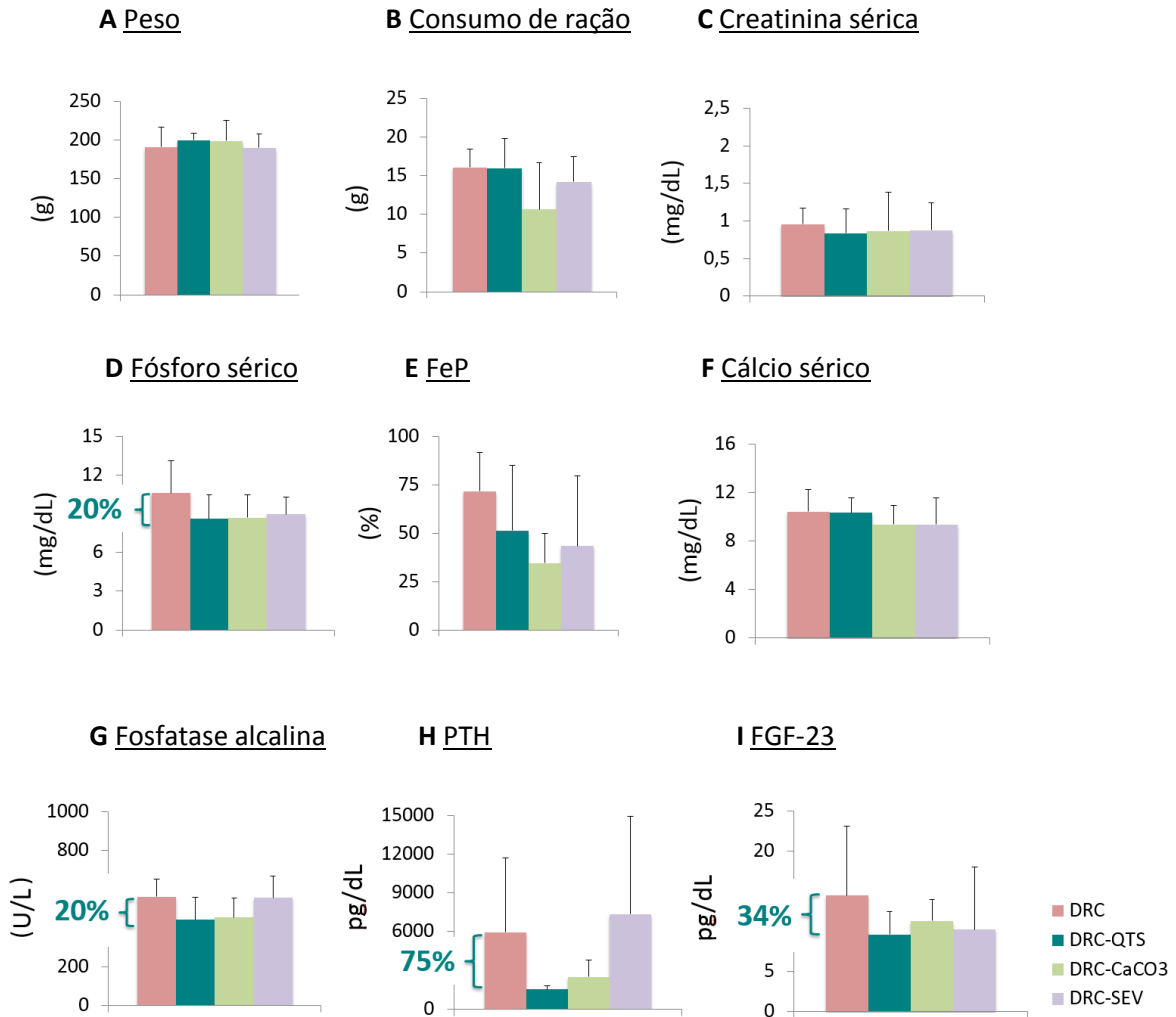 A Peso
B Consumo de ração
C Creatinina sérica
250
200
150
100
50
0
(g)
25
20
15
10
5
0
(g)
2,5
2
1,5
1
0,5
0
(mg/dL)
D Fósforo sérico
E FeP
F Cálcio sérico
15
12
6
3
0
(mg/dL)
20%
100
75
50
25
0
(%)
16
12
8
4
0
(mg/dL)
G Fosfatase alcalina
H PTH
I FGF-23
1000
800
200
0
(U/L)
20%
15000
12000
9000
6000
0
pg/dL
75%
25
20
5
0
pg/dL
34%
DRC
DRC-QTS
DRC-CaCO3
DRC-SEV